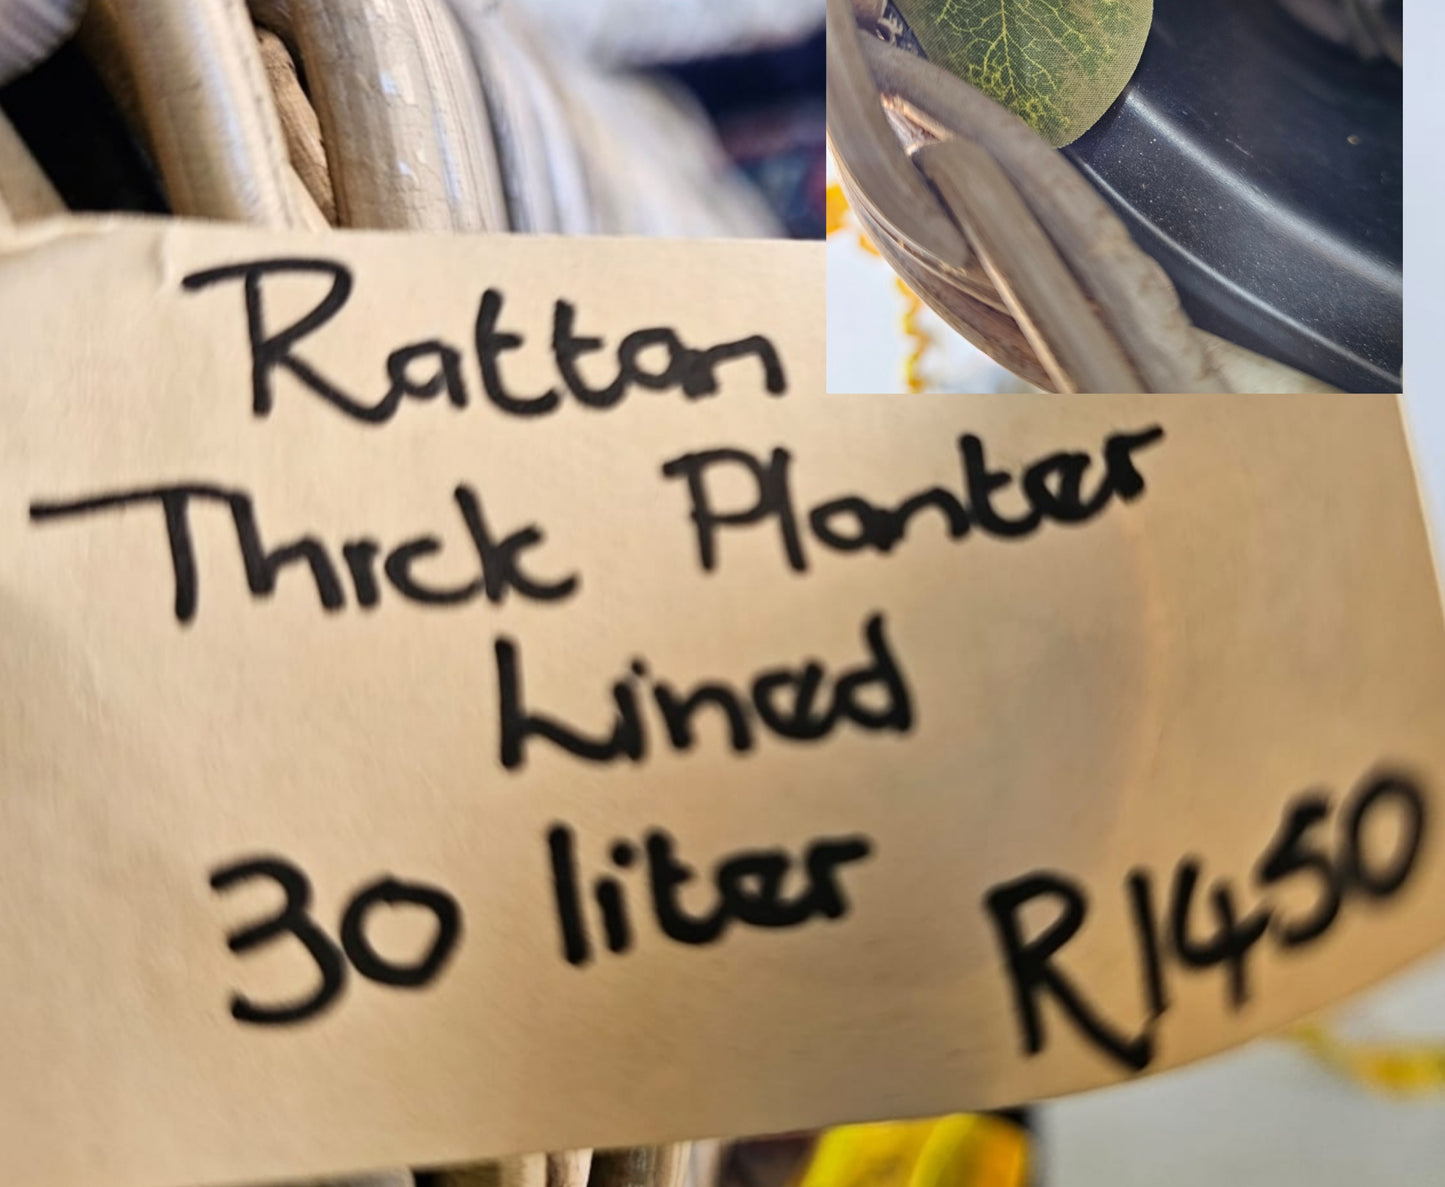 Rattan
Thick Planter
Lined
30 liter R1450